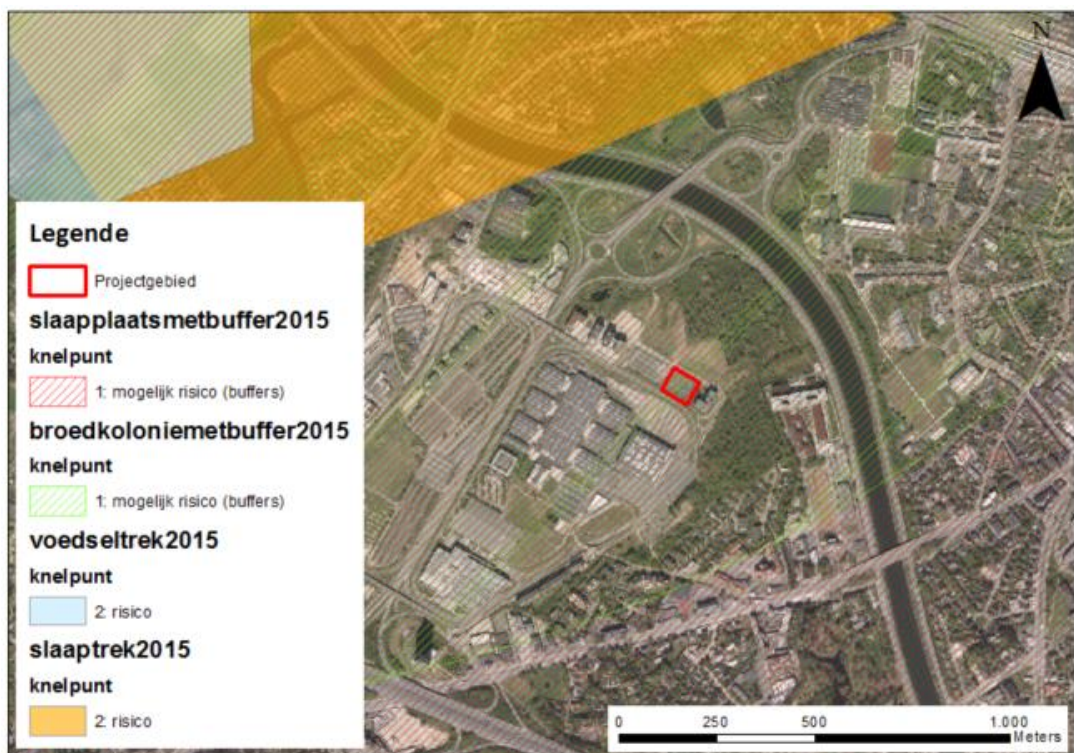 N
Legende
Projectgebied
slaapplaatsmetbuffer2015
knelpunt
1: mogelijk risico (buffers)
broedkoloniemetbuffer2015
knelpunt
1: mogelijk risico (buffers)
voedseltrek2015
knelpunt
2: risico
slaaptrek2015
knelpunt
2: risico
0 250 500 1.000
Meters